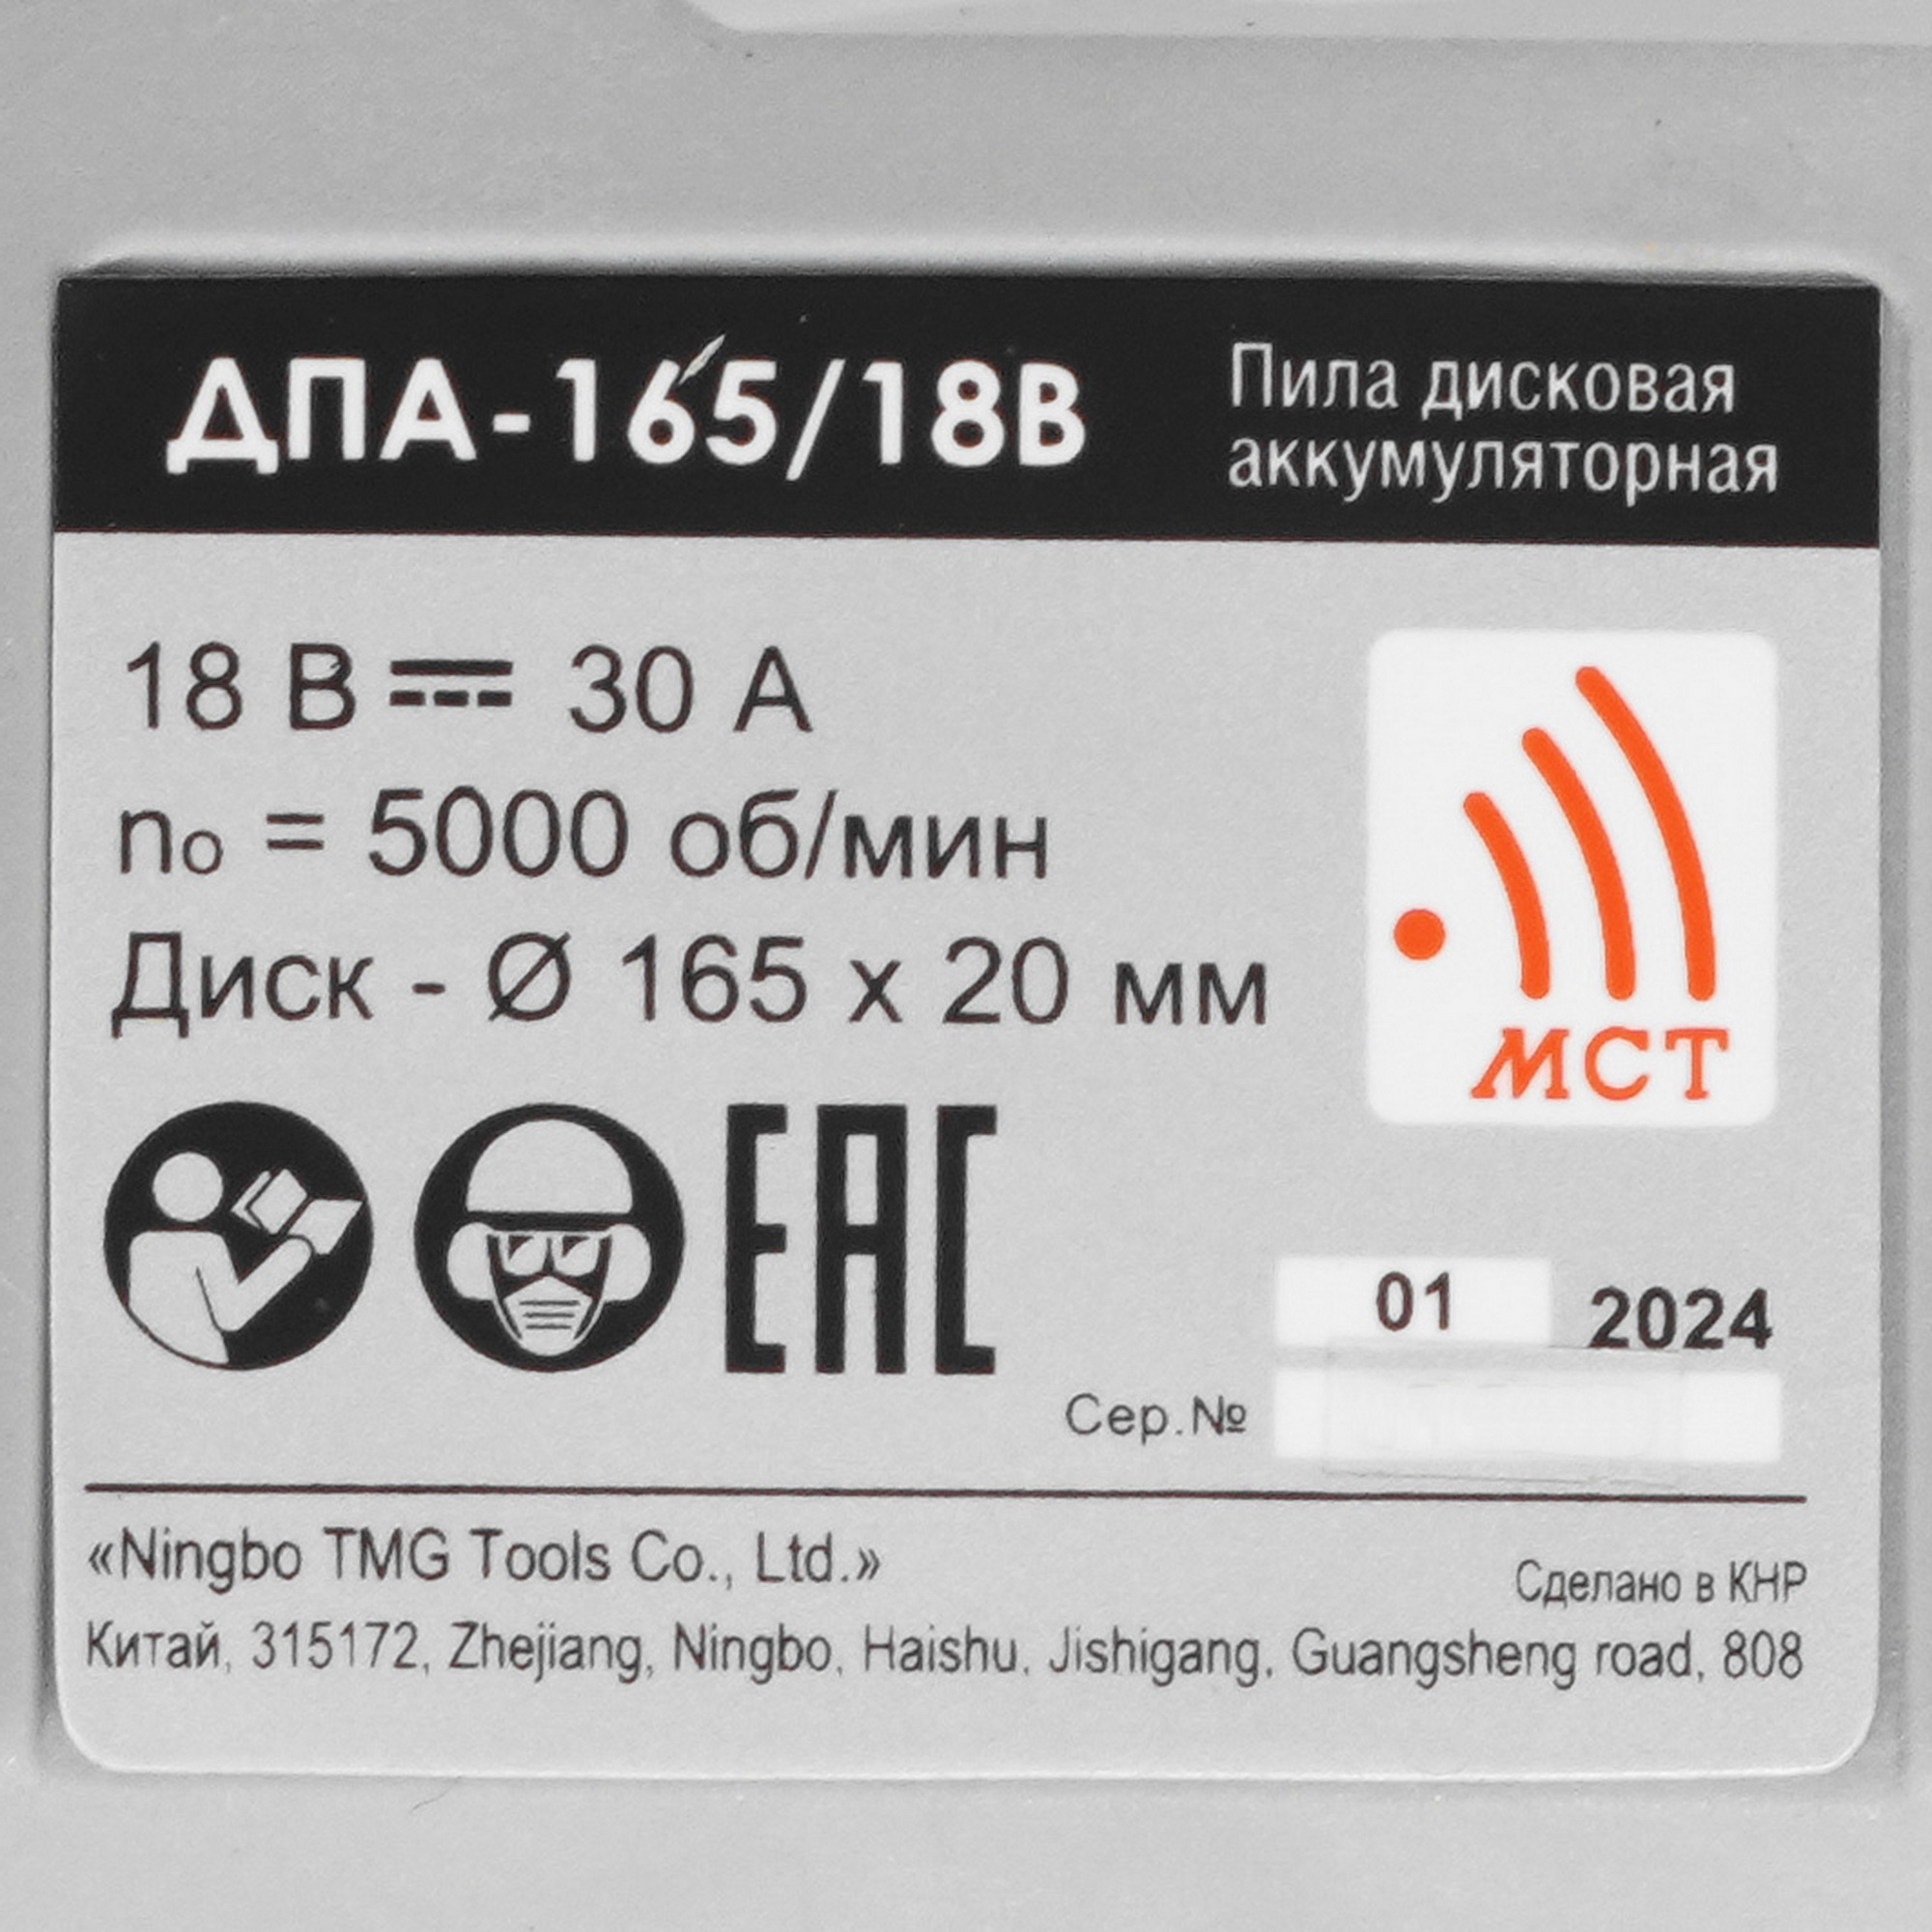 ДПА-165/18В
Пила дисковая
аккумуляторная
18 В ⎓ 30 А
n₀ = 5000 об/мин
Диск - Ø 165 x 20 мм
МСТ
EAC
01 2024
Сер.№
«Ningbo TMG Tools Co., Ltd.»
Сделано в КНР
Китай, 315172, Zhejiang, Ningbo, Haishu, Jishigang, Guangsheng road, 808